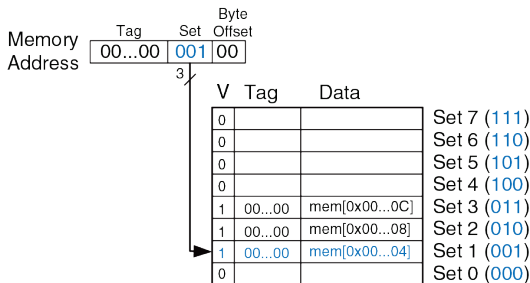 Byte
Tag Set Offset
Memory Address 00...00 001 00
3
V Tag Data
0 Set 7 (111)
0 Set 6 (110)
0 Set 5 (101)
0 Set 4 (100)
1 00...00 mem[0x00...0C] Set 3 (011)
1 00...00 mem[0x00...08] Set 2 (010)
1 00...00 mem[0x00...04] Set 1 (001)
0 Set 0 (000)